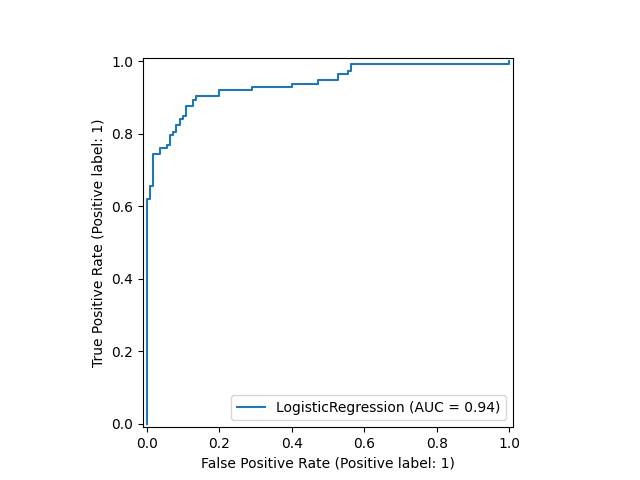 1.0
0.8
0.6
0.4
0.2
0.0
True Positive Rate (Positive label: 1)
LogisticRegression (AUC = 0.94)
0.0 0.2 0.4 0.6 0.8 1.0
False Positive Rate (Positive label: 1)